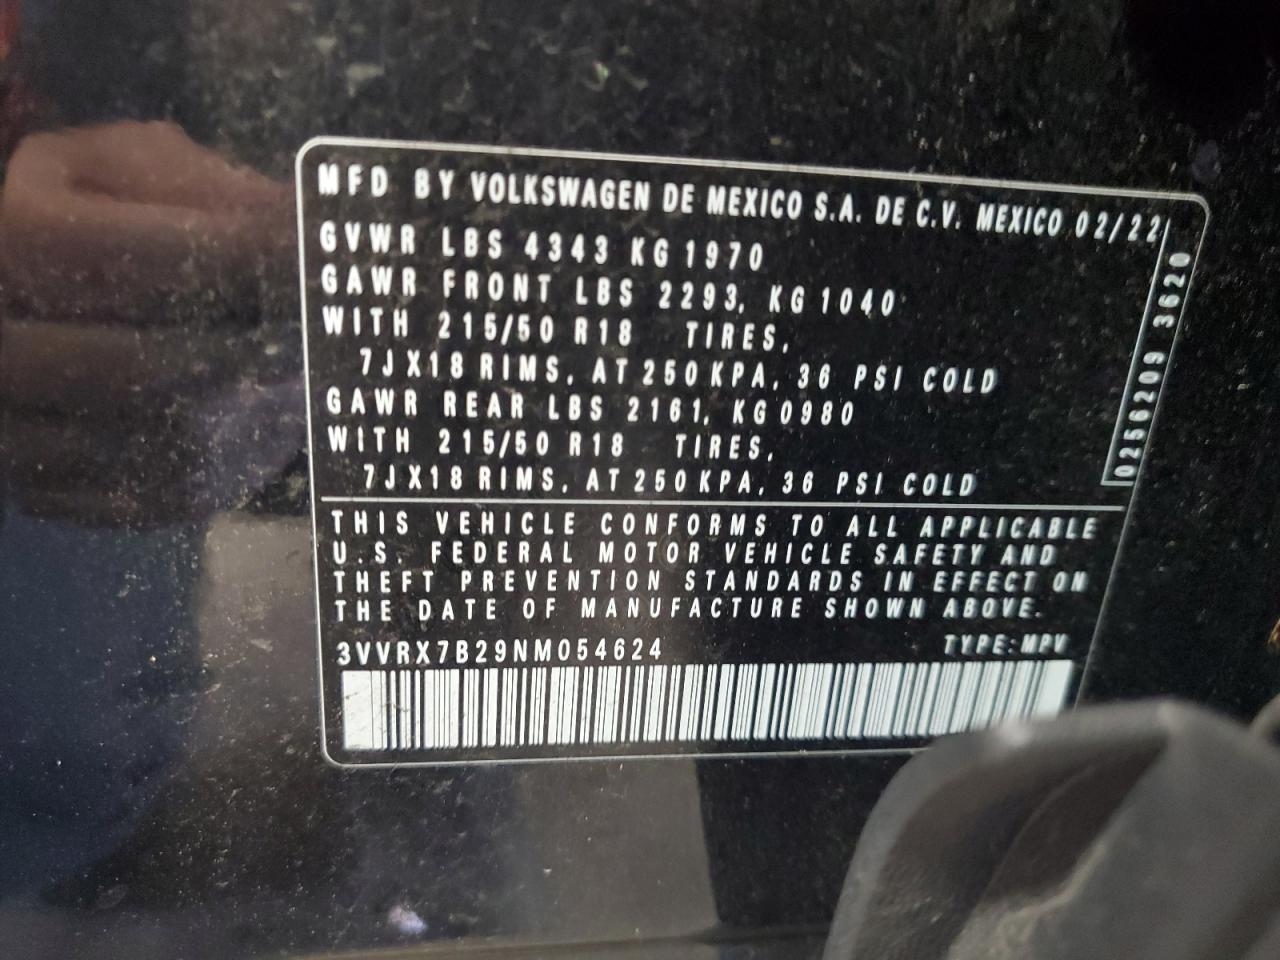 MFD BY VOLKSWAGEN DE MEXICO S.A. DE C.V. MEXICO 02/22
GVWR LBS 4343 KG 1970
GAWR FRONT LBS 2293, KG 1040
WITH 215/50 R18 TIRES,
7JX18 RIMS, AT 250 KPA, 36 PSI COLD
GAWR REAR LBS 2161, KG 0980
WITH 215/50 R18 TIRES,
7JX18 RIMS, AT 250 KPA, 36 PSI COLD
0256209 3620
THIS VEHICLE CONFORMS TO ALL APPLICABLE
U.S. FEDERAL MOTOR VEHICLE SAFETY AND
THEFT PREVENTION STANDARDS IN EFFECT ON
THE DATE OF MANUFACTURE SHOWN ABOVE.
3VVRX7B29NM054624 TYPE: MPV